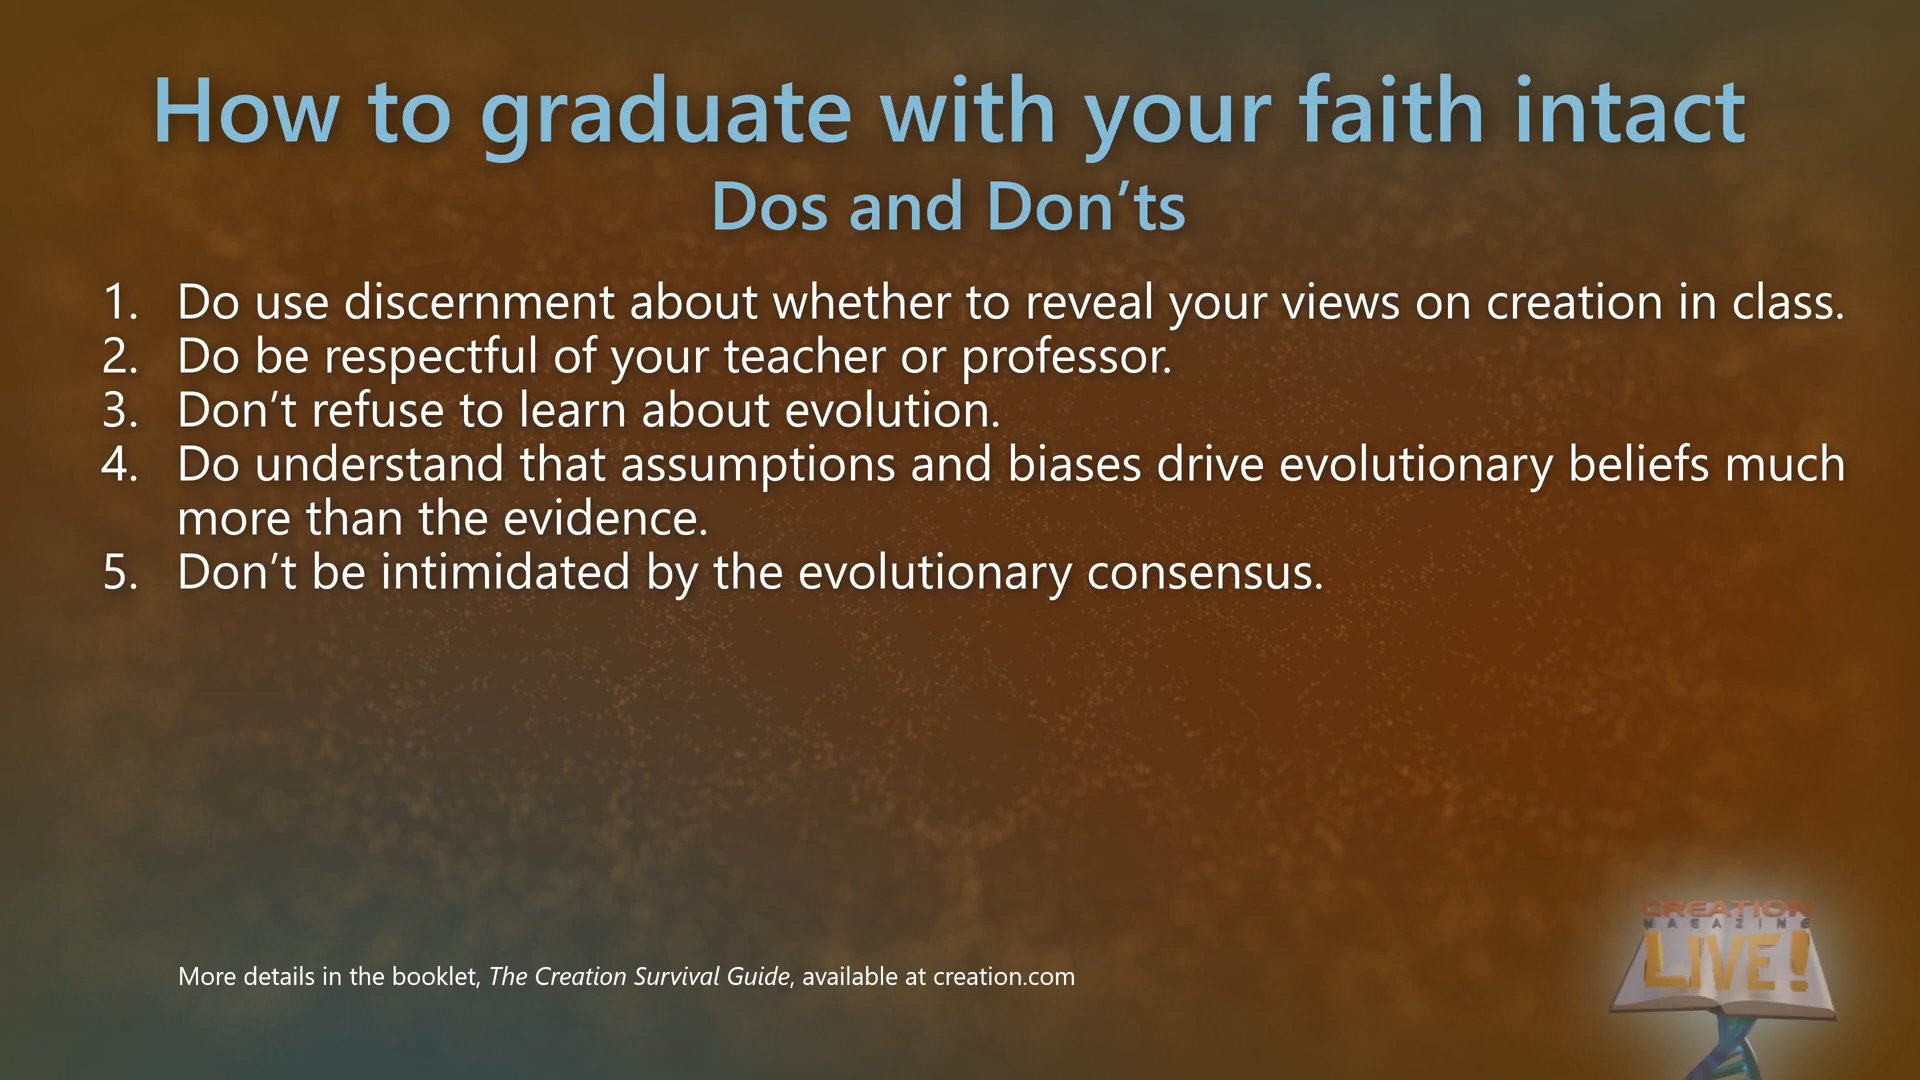 How to graduate with your faith intact
Dos and Don’ts
1. Do use discernment about whether to reveal your views on creation in class.
2. Do be respectful of your teacher or professor.
3. Don’t refuse to learn about evolution.
4. Do understand that assumptions and biases drive evolutionary beliefs much
more than the evidence.
5. Don’t be intimidated by the evolutionary consensus.
More details in the booklet, The Creation Survival Guide, available at creation.com
CREATION
MAGAZINE
LIVE!